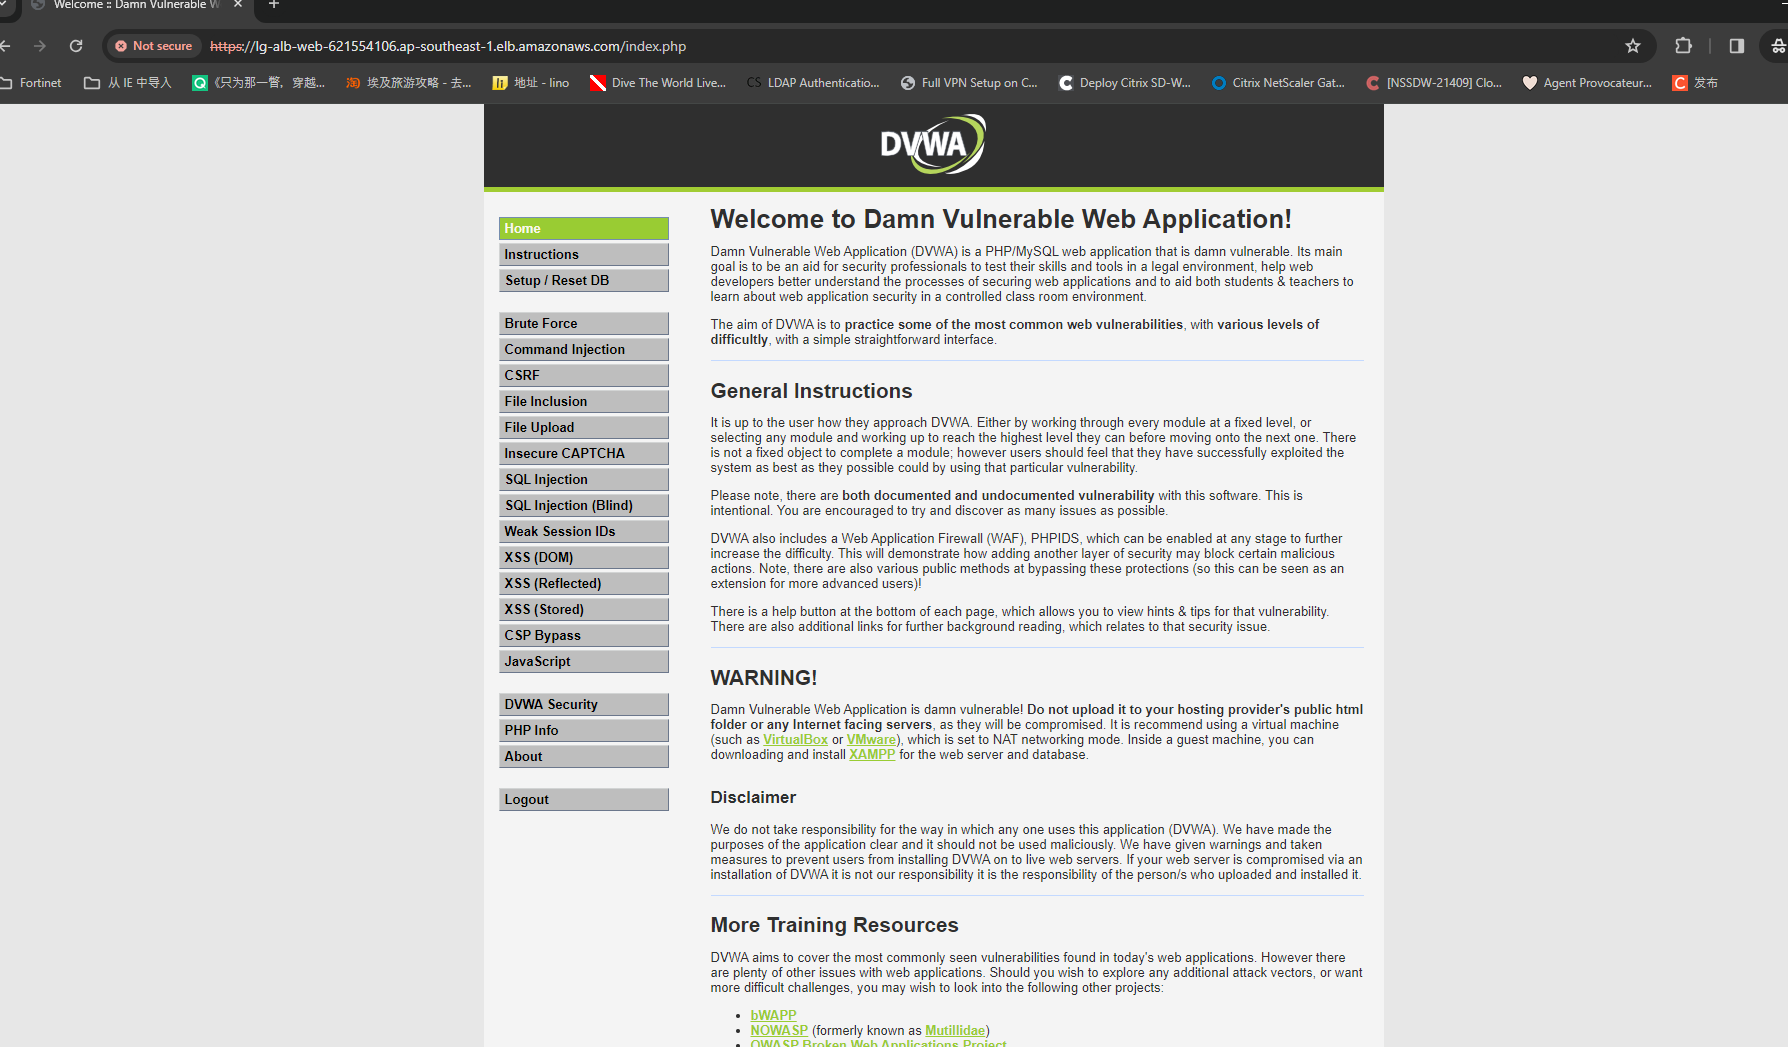 Welcome :: Damn Vulnerable W
Not secure
https://lg-alb-web-621554106.ap-southeast-1.elb.amazonaws.com/index.php
Fortinet
从 IE 中导入
《只为那一瞥，穿越...
埃及旅游攻略 - 去...
地址 - lino
Dive The World Live...
CS LDAP Authenticatio...
Full VPN Setup on C...
Deploy Citrix SD-W...
Citrix NetScaler Gat...
[NSSDW-21409] Clo...
Agent Provocateur...
发布
DVWA
Home
Instructions
Setup / Reset DB
Brute Force
Command Injection
CSRF
File Inclusion
File Upload
Insecure CAPTCHA
SQL Injection
SQL Injection (Blind)
Weak Session IDs
XSS (DOM)
XSS (Reflected)
XSS (Stored)
CSP Bypass
JavaScript
DVWA Security
PHP Info
About
Logout
Welcome to Damn Vulnerable Web Application!
Damn Vulnerable Web Application (DVWA) is a PHP/MySQL web application that is damn vulnerable. Its main
goal is to be an aid for security professionals to test their skills and tools in a legal environment, help web
developers better understand the processes of securing web applications and to aid both students & teachers to
learn about web application security in a controlled class room environment.
The aim of DVWA is to practice some of the most common web vulnerabilities, with various levels of
difficultly, with a simple straightforward interface.
General Instructions
It is up to the user how they approach DVWA. Either by working through every module at a fixed level, or
selecting any module and working up to reach the highest level they can before moving onto the next one. There
is not a fixed object to complete a module; however users should feel that they have successfully exploited the
system as best as they possible could by using that particular vulnerability.
Please note, there are both documented and undocumented vulnerability with this software. This is
intentional. You are encouraged to try and discover as many issues as possible.
DVWA also includes a Web Application Firewall (WAF), PHPIDS, which can be enabled at any stage to further
increase the difficulty. This will demonstrate how adding another layer of security may block certain malicious
actions. Note, there are also various public methods at bypassing these protections (so this can be seen as an
extension for more advanced users)!
There is a help button at the bottom of each page, which allows you to view hints & tips for that vulnerability.
There are also additional links for further background reading, which relates to that security issue.
WARNING!
Damn Vulnerable Web Application is damn vulnerable! Do not upload it to your hosting provider's public html
folder or any Internet facing servers, as they will be compromised. It is recommend using a virtual machine
(such as VirtualBox or VMware), which is set to NAT networking mode. Inside a guest machine, you can
downloading and install XAMPP for the web server and database.
Disclaimer
We do not take responsibility for the way in which any one uses this application (DVWA). We have made the
purposes of the application clear and it should not be used maliciously. We have given warnings and taken
measures to prevent users from installing DVWA on to live web servers. If your web server is compromised via an
installation of DVWA it is not our responsibility it is the responsibility of the person/s who uploaded and installed it.
More Training Resources
DVWA aims to cover the most commonly seen vulnerabilities found in today's web applications. However there
are plenty of other issues with web applications. Should you wish to explore any additional attack vectors, or want
more difficult challenges, you may wish to look into the following other projects:
bWAPP
NOWASP (formerly known as Mutillidae)
OWASP Broken Web Applications Project